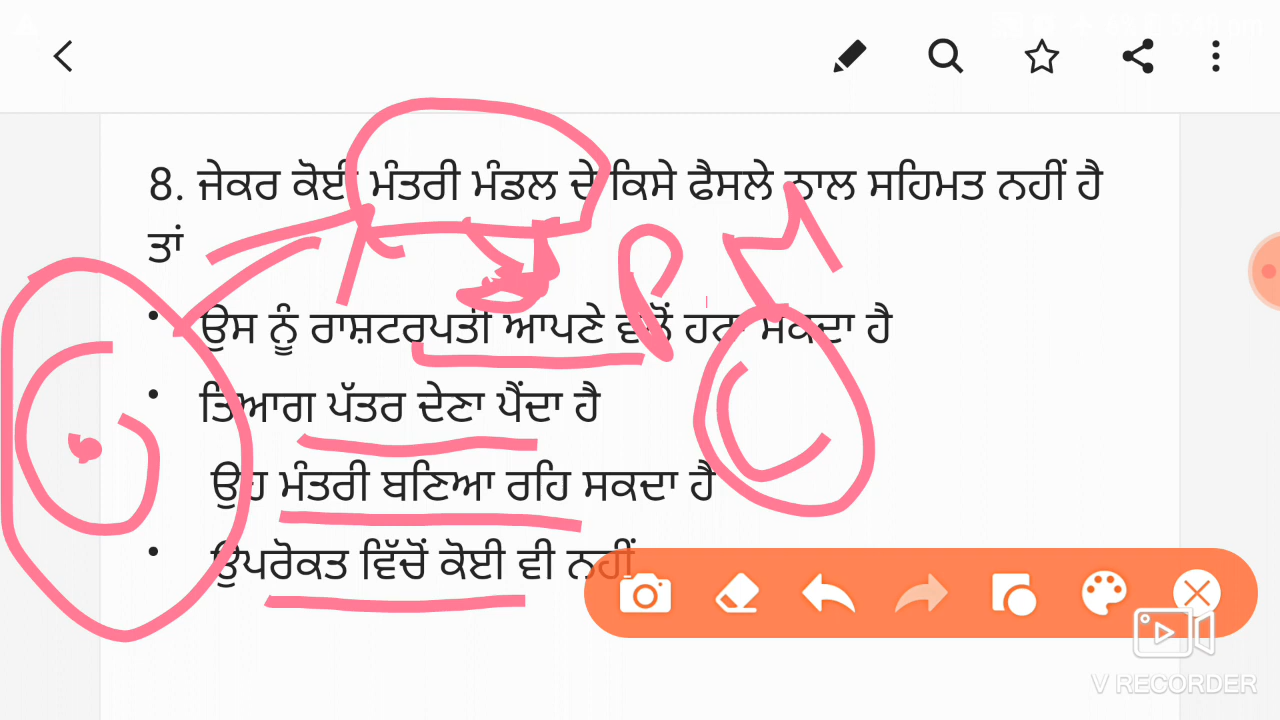 8. ਜੇਕਰ ਕੋਈ ਮੰਤਰੀ ਮੰਡਲ ਦੇ ਕਿਸੇ ਫੈਸਲੇ ਨਾਲ ਸਹਿਮਤ ਨਹੀਂ ਹੈ
ਤਾਂ
• ਉਸ ਨੂੰ ਰਾਸ਼ਟਰਪਤੀ ਆਪਣੇ ਵਲੋਂ ਹਟਾ ਸਕਦਾ ਹੈ
• ਤਿਆਗ ਪੱਤਰ ਦੇਣਾ ਪੈਂਦਾ ਹੈ
ਉਹ ਮੰਤਰੀ ਬਣਿਆ ਰਹਿ ਸਕਦਾ ਹੈ
• ਉਪਰੋਕਤ ਵਿੱਚੋਂ ਕੋਈ ਵੀ ਨਹੀਂ
V RECORDER